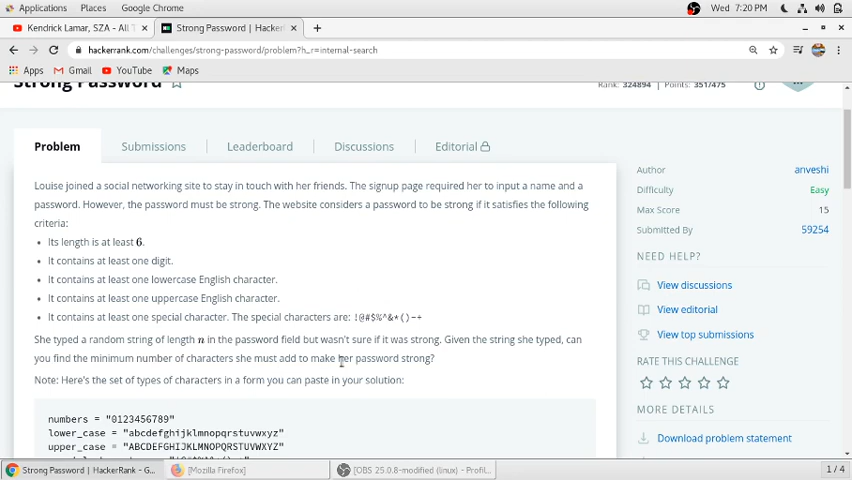 Applications Places Google Chrome Wed 7:20 PM
Kendrick Lamar, SZA - All T Strong Password | HackerR
hackerrank.com/challenges/strong-password/problem?h_r=internal-search
Apps Gmail YouTube Maps
Strong Password Rank: 324894 | Points: 351/475
Problem Submissions Leaderboard Discussions Editorial
Louise joined a social networking site to stay in touch with her friends. The signup page required her to input a name and a
password. However, the password must be strong. The website considers a password to be strong if it satisfies the following
criteria:
• Its length is at least 6.
• It contains at least one digit.
• It contains at least one lowercase English character.
• It contains at least one uppercase English character.
• It contains at least one special character. The special characters are: !@#$%^&*()-+
She typed a random string of length n in the password field but wasn't sure if it was strong. Given the string she typed, can
you find the minimum number of characters she must add to make her password strong?
Note: Here's the set of types of characters in a form you can paste in your solution:
numbers = "0123456789"
lower_case = "abcdefghijklmnopqrstuvwxyz"
upper_case = "ABCDEFGHIJKLMNOPQRSTUVWXYZ"
Author anveshi
Difficulty Easy
Max Score 15
Submitted By 59254
NEED HELP?
View discussions
View editorial
View top submissions
RATE THIS CHALLENGE
MORE DETAILS
Download problem statement
Strong Password | HackerRank - G... [Mozilla Firefox] [OBS 25.0.8-modified (linux) - Profil... 1 / 4